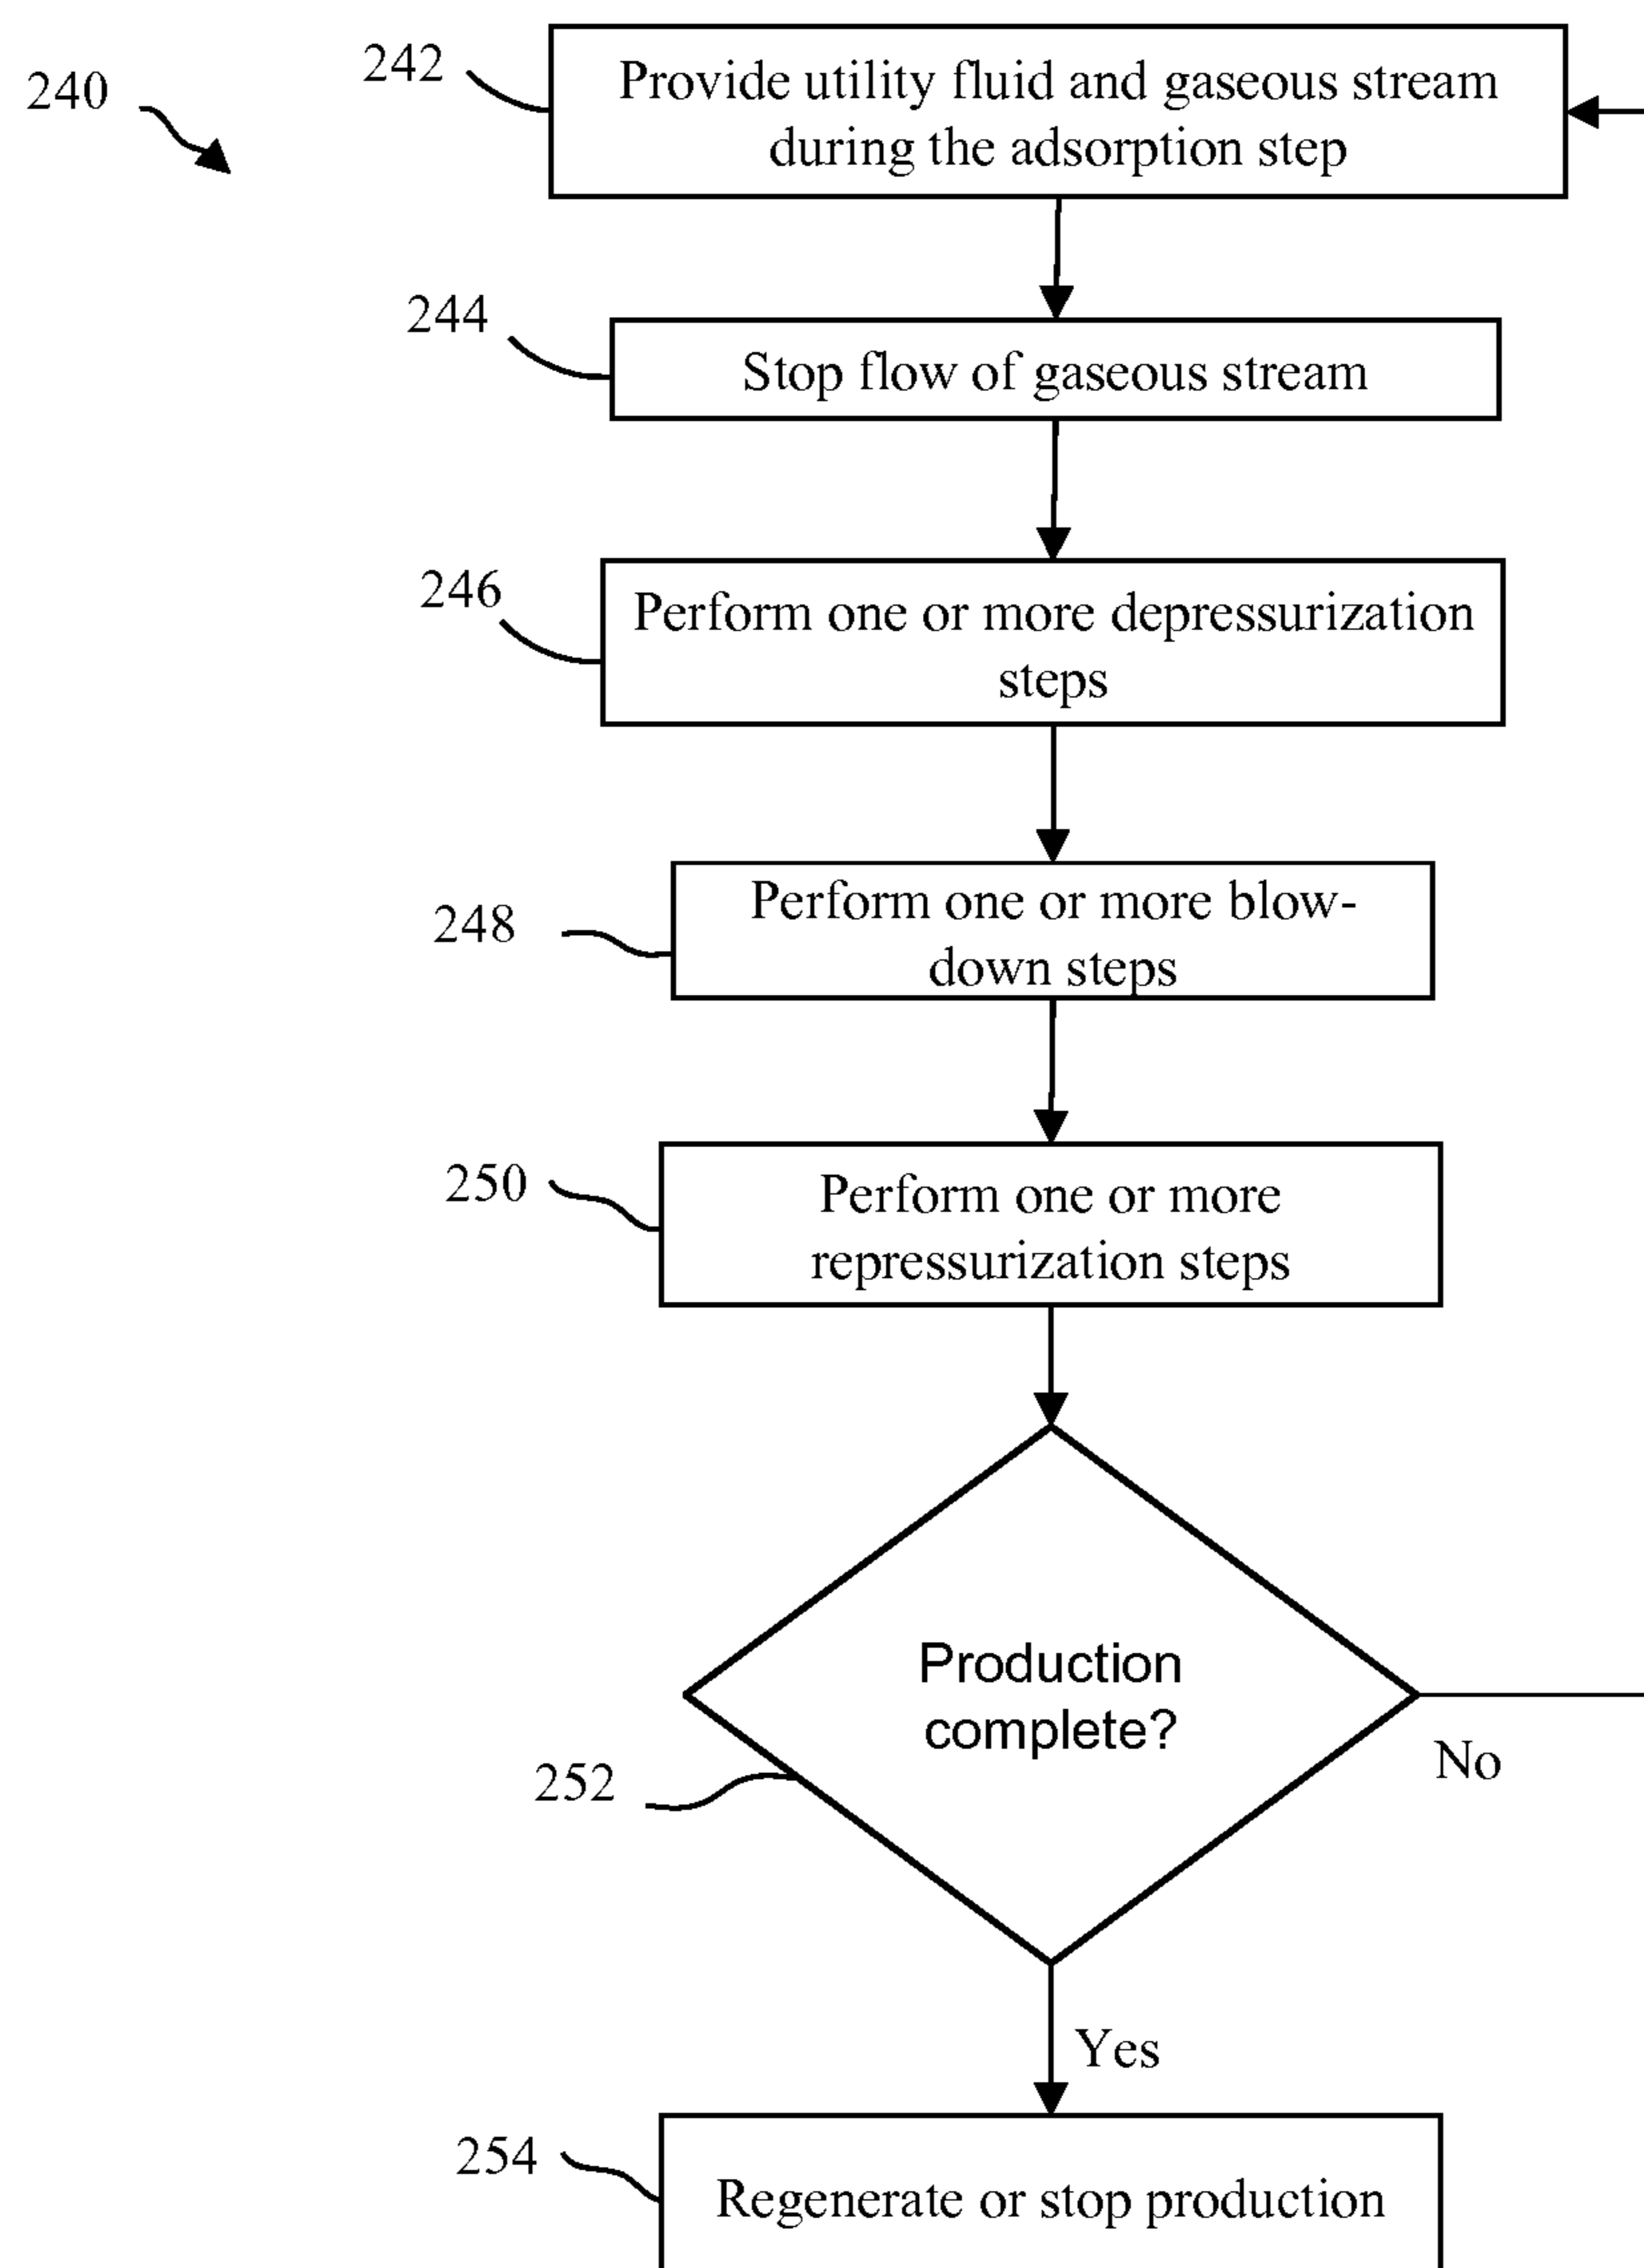 240
242
Provide utility fluid and gaseous stream
during the adsorption step
244
Stop flow of gaseous stream
246
Perform one or more depressurization
steps
248
Perform one or more blow-
down steps
250
Perform one or more
repressurization steps
Production
complete?
252
No
Yes
254
Regenerate or stop production